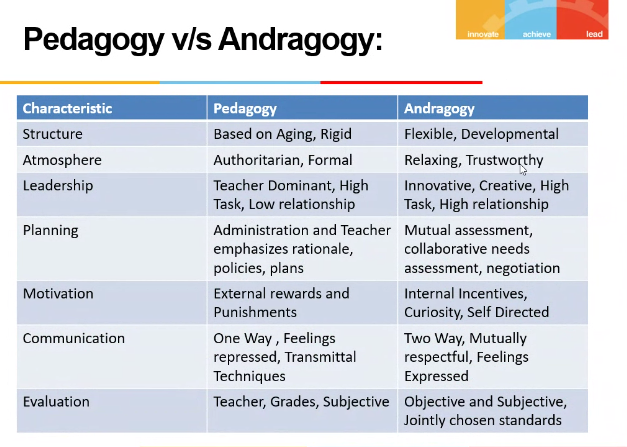 Pedagogy v/s Andragogy:
innovate achieve lead
Characteristic Pedagogy Andragogy
Structure Based on Aging, Rigid Flexible, Developmental
Atmosphere Authoritarian, Formal Relaxing, Trustworthy
Leadership Teacher Dominant, High Innovative, Creative, High
Task, Low relationship Task, High relationship
Planning Administration and Teacher Mutual assessment,
emphasizes rationale, collaborative needs
policies, plans assessment, negotiation
Motivation External rewards and Internal Incentives,
Punishments Curiosity, Self Directed
Communication One Way , Feelings Two Way, Mutually
repressed, Transmittal respectful, Feelings
Techniques Expressed
Evaluation Teacher, Grades, Subjective Objective and Subjective,
Jointly chosen standards